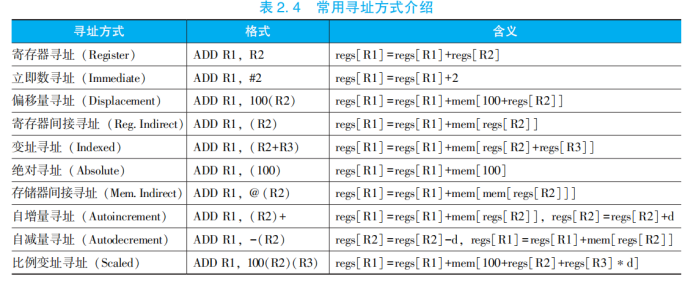 表 2.4 常用寻址方式介绍
寻址方式 格式 含义
寄存器寻址 (Register) ADD R1, R2 regs[R1]=regs[R1]+regs[R2]
立即数寻址 (Immediate) ADD R1, #2 regs[R1]=regs[R1]+2
偏移量寻址 (Displacement) ADD R1, 100(R2) regs[R1]=regs[R1]+mem[100+regs[R2]]
寄存器间接寻址 (Reg. Indirect) ADD R1, (R2) regs[R1]=regs[R1]+mem[regs[R2]]
变址寻址 (Indexed) ADD R1, (R2+R3) regs[R1]=regs[R1]+mem[regs[R2]+regs[R3]]
绝对寻址 (Absolute) ADD R1, (100) regs[R1]=regs[R1]+mem[100]
存储器间接寻址 (Mem. Indirect) ADD R1, @(R2) regs[R1]=regs[R1]+mem[mem[regs[R2]]]
自增量寻址 (Autoincrement) ADD R1, (R2)+ regs[R1]=regs[R1]+mem[regs[R2]], regs[R2]=regs[R2]+d
自减量寻址 (Autodecrement) ADD R1, -(R2) regs[R2]=regs[R2]-d, regs[R1]=regs[R1]+mem[regs[R2]]
比例变址寻址 (Scaled) ADD R1, 100(R2)(R3) regs[R1]=regs[R1]+mem[100+regs[R2]+regs[R3]*d]